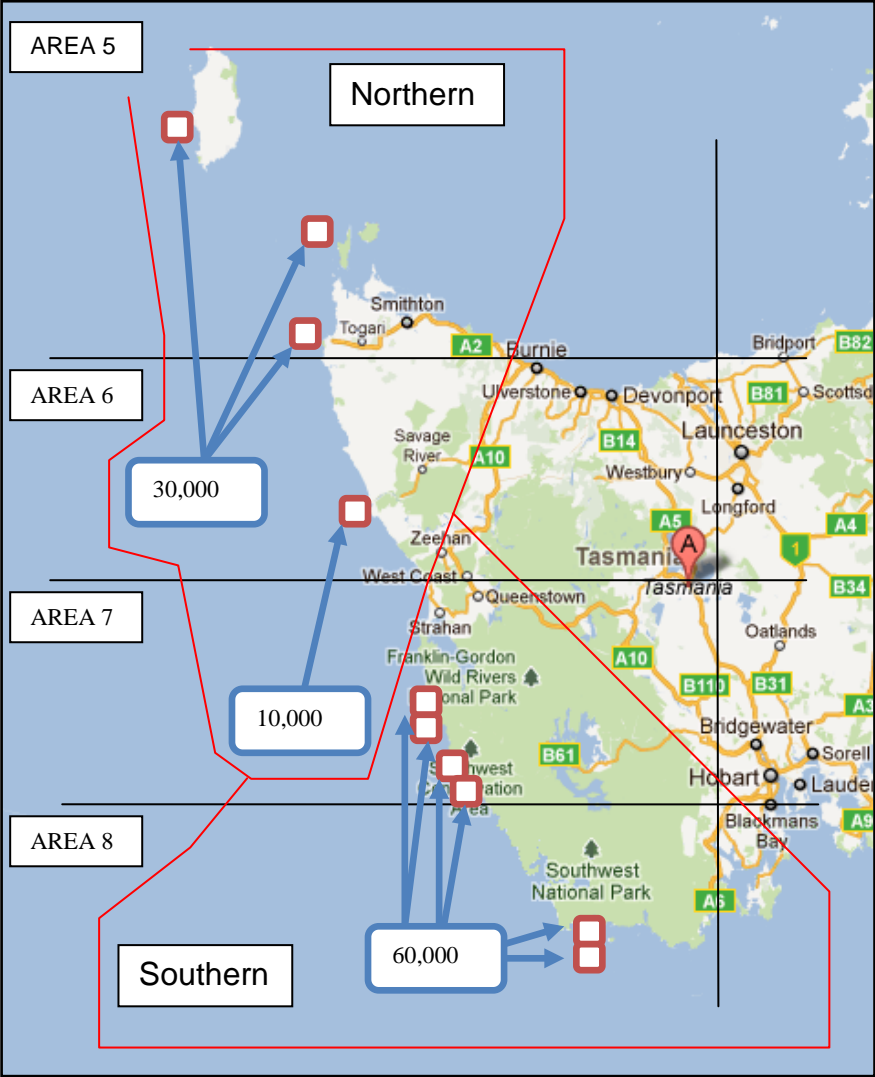 AREA 5
Northern
Smithton
Togari
A2
Burnie
Bridport
B82
AREA 6
Ulverstone
Devonport
B81
Scottsd
Savage
River
A10
B14
Launceston
Westbury
30,000
Longford
A5
A4
Zeehan
Tasmania
A
1
West Coast
Tasmania
B34
AREA 7
Queenstown
Strahan
Oatlands
Franklin-Gordon
Wild Rivers
onal Park
A10
B110
B31
A3
10,000
Bridgewater
B61
Sorell
Hobart
Lauder
Area
Blackmans
Bay
A9
AREA 8
Southwest
National Park
A6
60,000
Southern